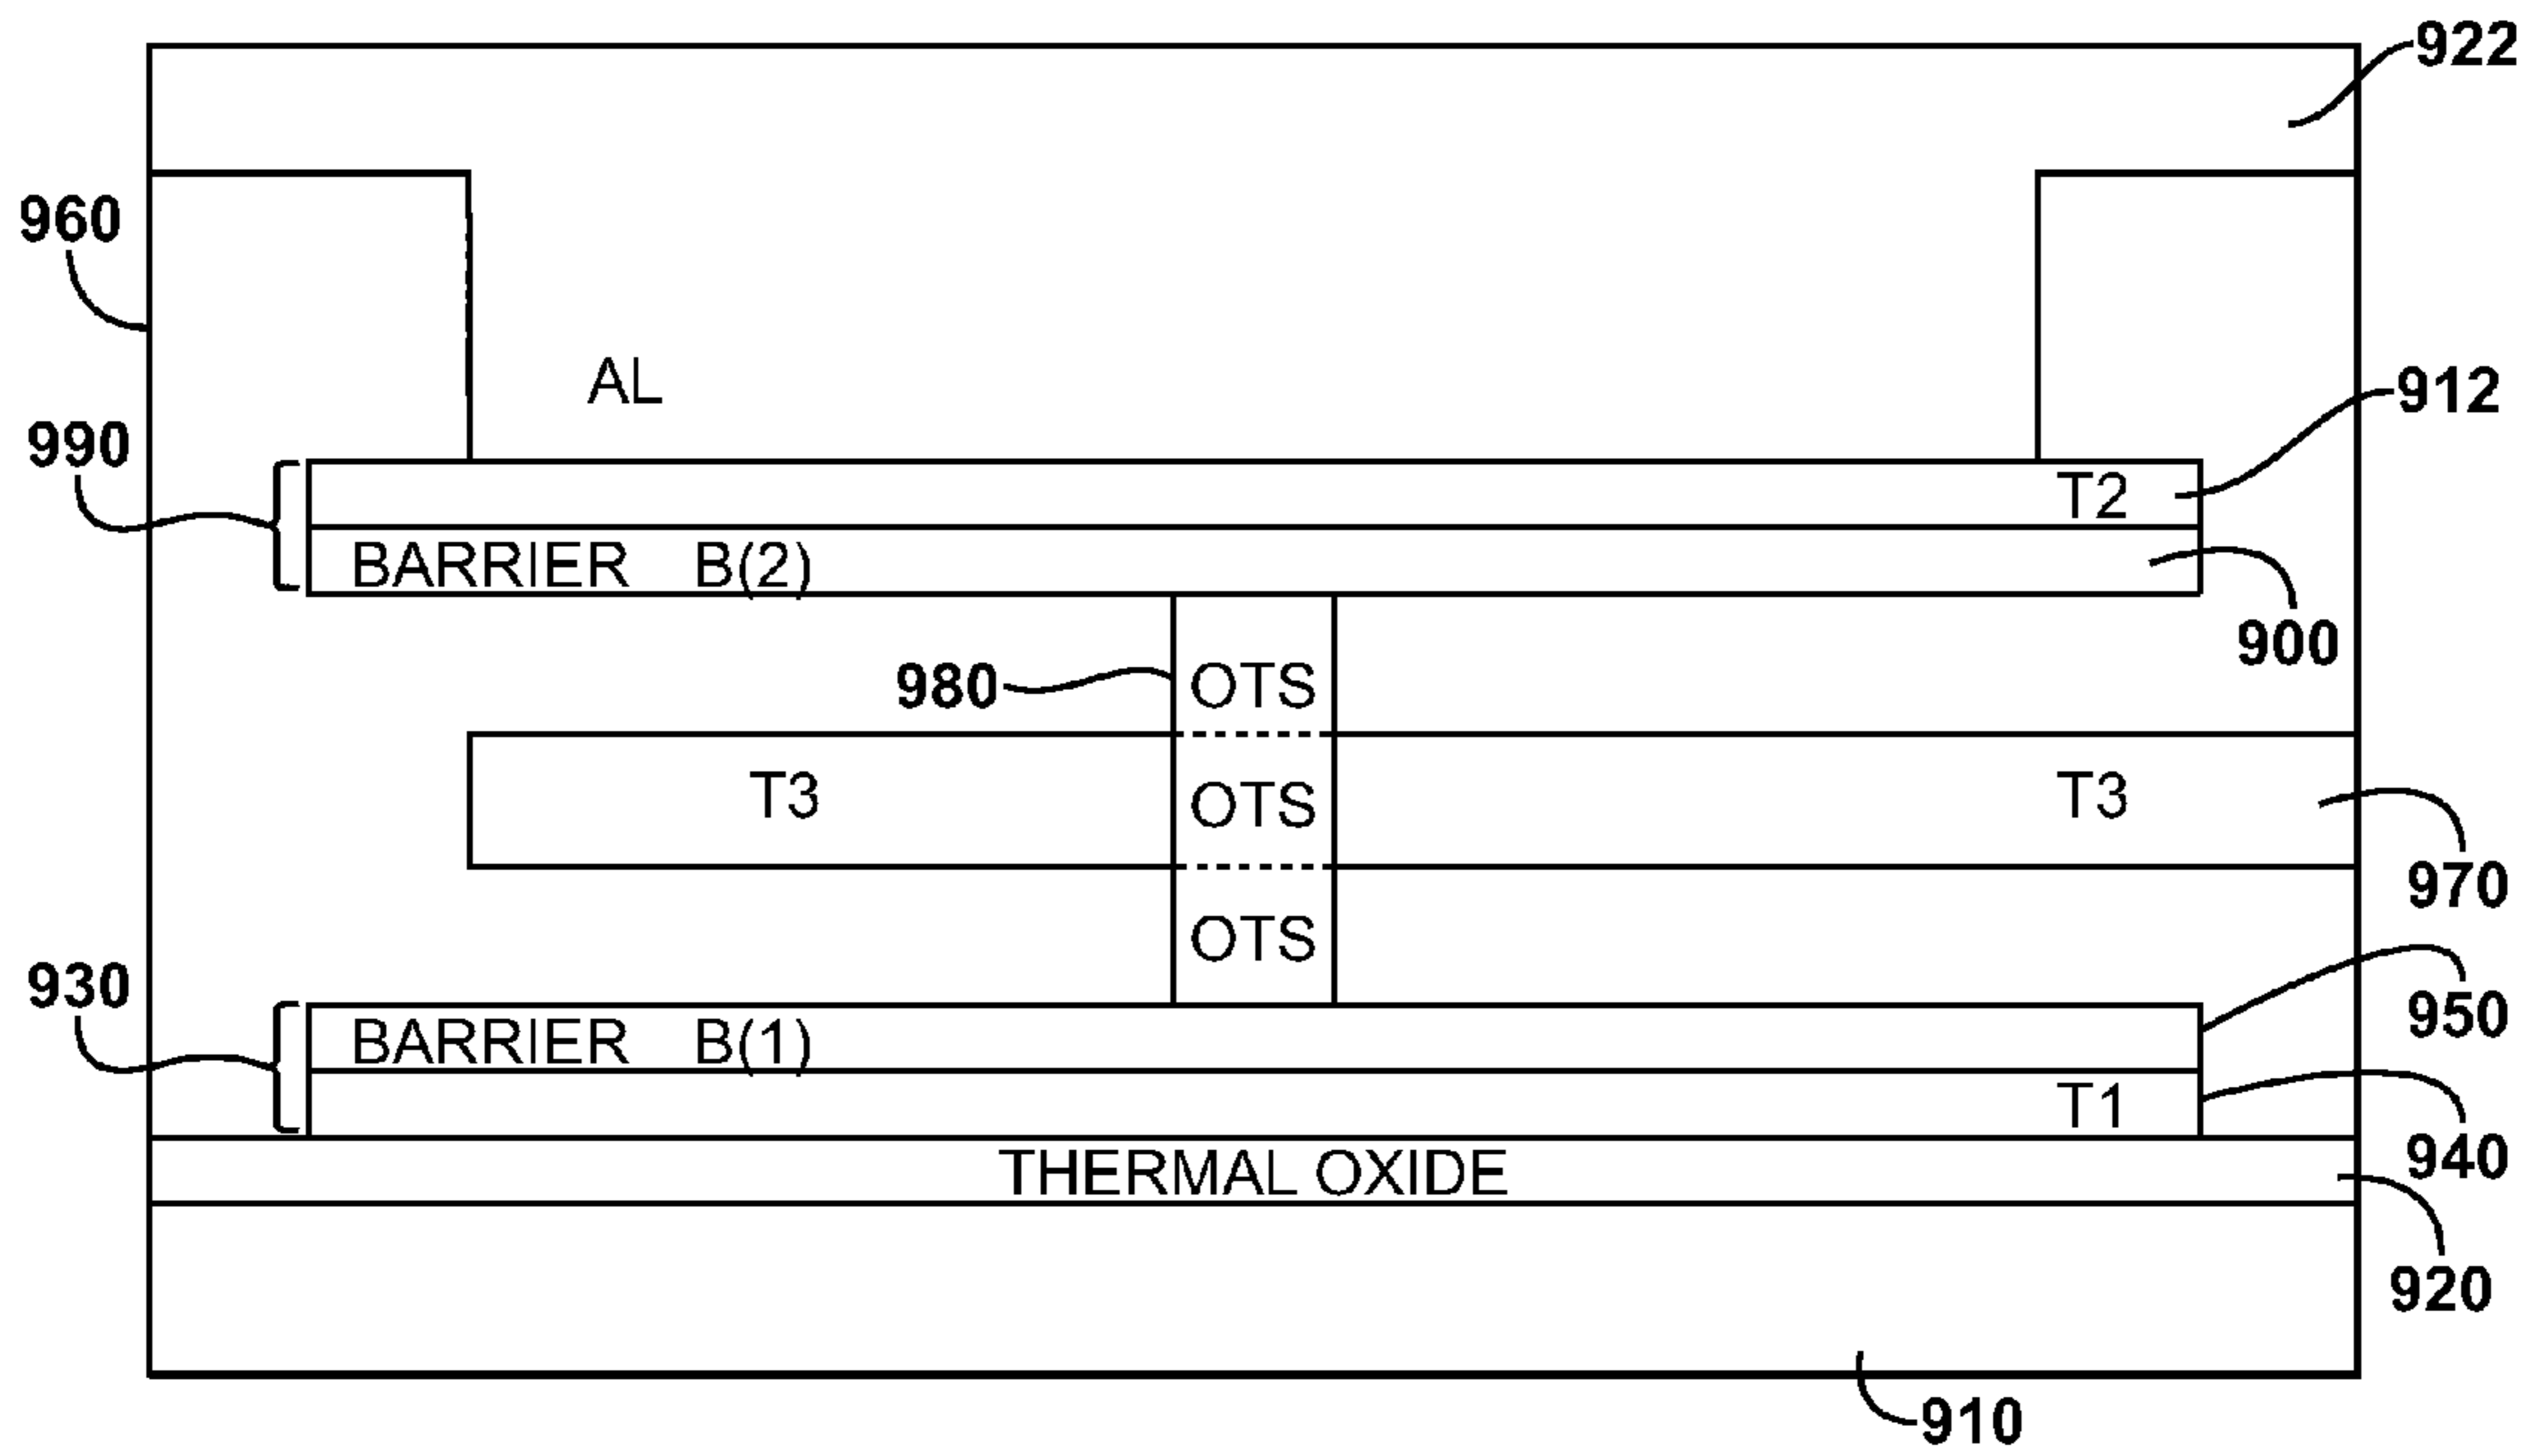 922
960
AL
912
990
T2
BARRIER B(2)
900
980
OTS
T3
OTS
T3
970
OTS
930
950
BARRIER B(1)
T1
940
THERMAL OXIDE
920
910